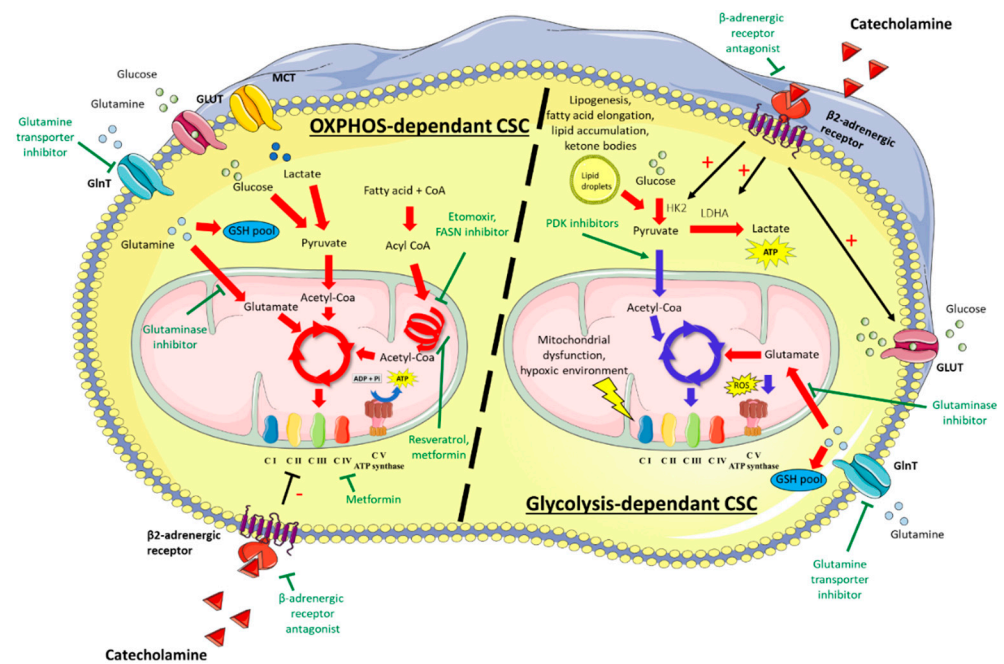 Catecholamine
β-adrenergic
receptor
antagonist
β2-adrenergic
receptor
MCT
Glucose
GLUT
Glutamine
Glutamine
transporter
inhibitor
GlnT
OXPHOS-dependant CSC
Lactate
Glucose
Fatty acid + CoA
Etomoxir,
FASN inhibitor
Glutamine
GSH pool
Pyruvate
Acyl CoA
Acetyl-Coa
Glutamate
Glutaminase
inhibitor
Acetyl-Coa
ADP + Pi
ATP
Resveratrol,
metformin
C I
C II
C III
C IV
C V
ATP synthase
Metformin
-
β2-adrenergic
receptor
β-adrenergic
receptor
antagonist
Catecholamine
Lipogenesis,
fatty acid elongation,
lipid accumulation,
ketone bodies
Lipid
droplets
Glucose
HK2
LDHA
+
+
+
PDK inhibitors
Pyruvate
Lactate
ATP
Acetyl-Coa
Mitochondrial
dysfunction,
hypoxic environment
Glutamate
ROS
Glucose
GLUT
Glutaminase
inhibitor
C I
C II
C III
C IV
C V
ATP synthase
GSH pool
GlnT
Glutamine
Glycolysis-dependant CSC
Glutamine
transporter
inhibitor